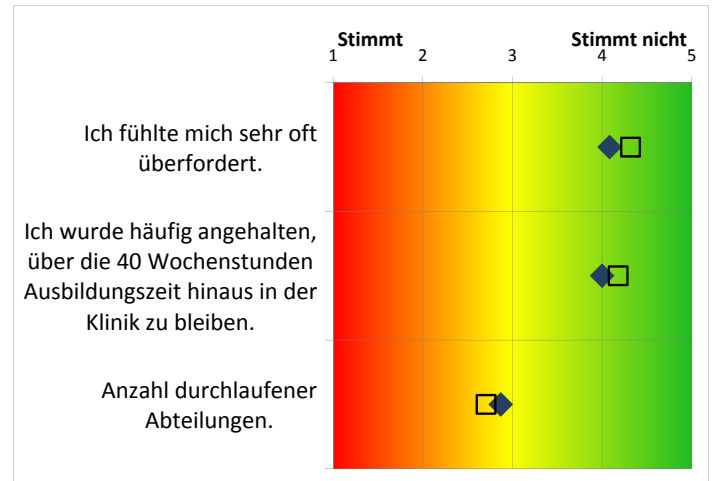 Stimmt Stimmt nicht
1 2 3 4 5
Ich fühlte mich sehr oft
überfordert.
Ich wurde häufig angehalten,
über die 40 Wochenstunden
Ausbildungszeit hinaus in der
Klinik zu bleiben.
Anzahl durchlaufener
Abteilungen.